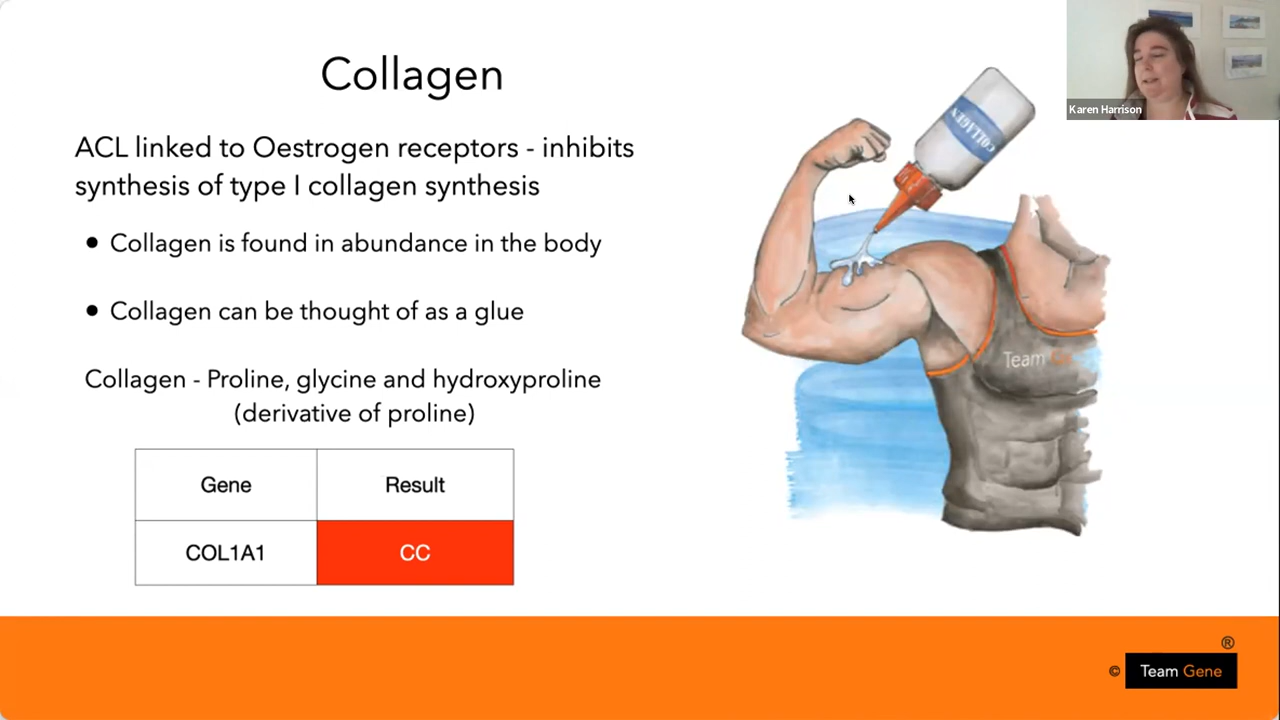 Collagen
Karen Harrison
ACL linked to Oestrogen receptors - inhibits
synthesis of type I collagen synthesis
• Collagen is found in abundance in the body
• Collagen can be thought of as a glue
Collagen - Proline, glycine and hydroxyproline
(derivative of proline)
Gene Result
COL1A1 CC
COLLIGEN
Team
® 
© Team Gene